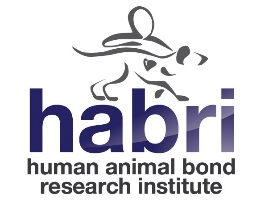 habri
human animal bond
research institute